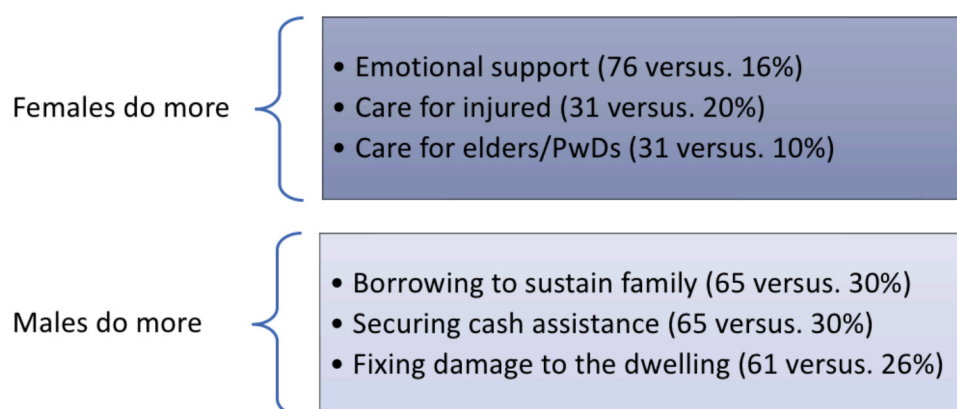 Females do more
• Emotional support (76 versus. 16%)
• Care for injured (31 versus. 20%)
• Care for elders/PwDs (31 versus. 10%)
Males do more
• Borrowing to sustain family (65 versus. 30%)
• Securing cash assistance (65 versus. 30%)
• Fixing damage to the dwelling (61 versus. 26%)